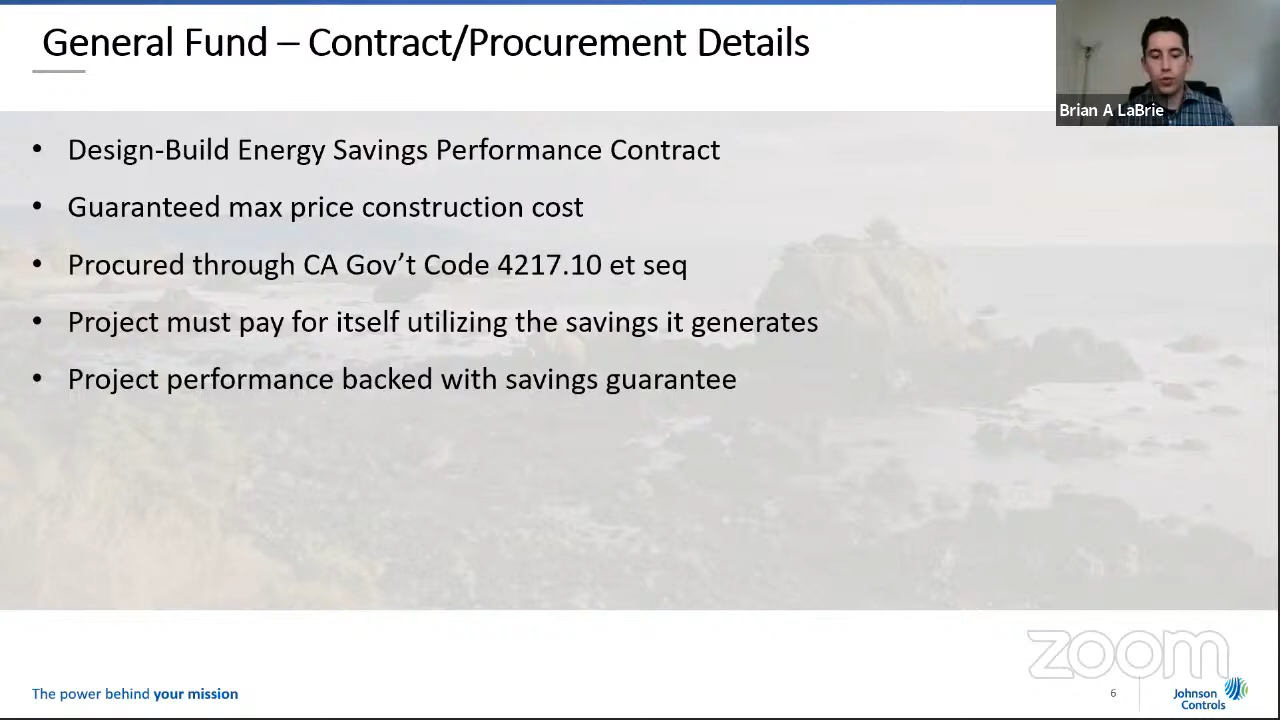 General Fund – Contract/Procurement Details
Brian A LaBrie
• Design-Build Energy Savings Performance Contract
• Guaranteed max price construction cost
• Procured through CA Gov’t Code 4217.10 et seq
• Project must pay for itself utilizing the savings it generates
• Project performance backed with savings guarantee
zoom
The power behind your mission
6
Johnson
Controls